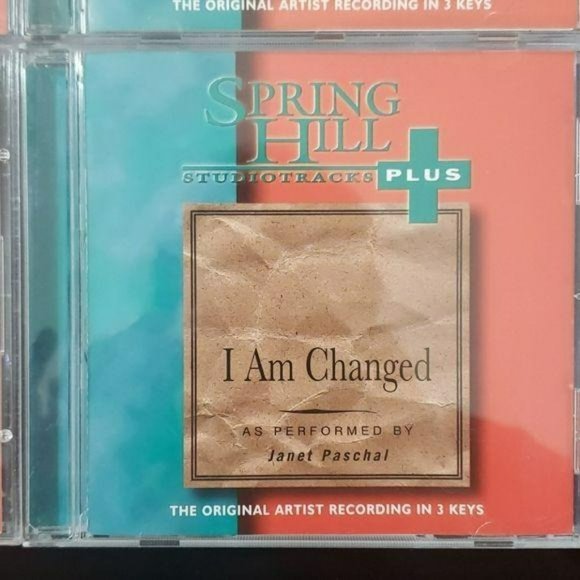 THE ORIGINAL ARTIST RECORDING IN 3 KEYS
SPRING
HILL
STUDIOTRACKS PLUS
I Am Changed
AS PERFORMED BY
Janet Paschal
THE ORIGINAL ARTIST RECORDING IN 3 KEYS